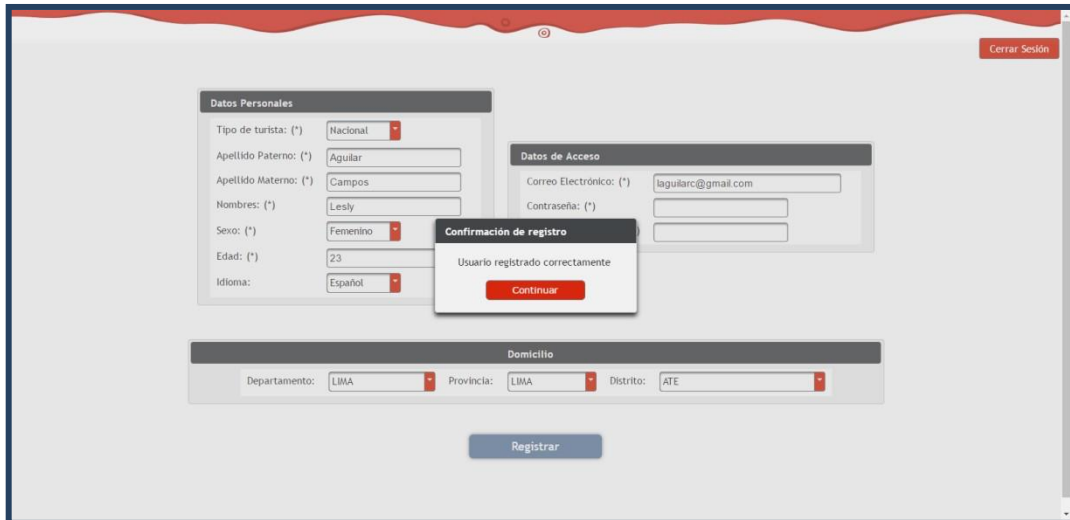 Cerrar Sesión
Datos Personales
Tipo de turista: (*) Nacional
Apellido Paterno: (*) Aguilar
Apellido Materno: (*) Campos
Nombres: (*) Lesly
Sexo: (*) Femenino
Edad: (*) 23
Idioma: Español
Datos de Acceso
Correo Electrónico: (*) laguilarc@gmail.com
Contraseña: (*)
)
Confirmación de registro
Usuario registrado correctamente
Continuar
Domicilio
Departamento: LIMA Provincia: LIMA Distrito: ATE
Registrar